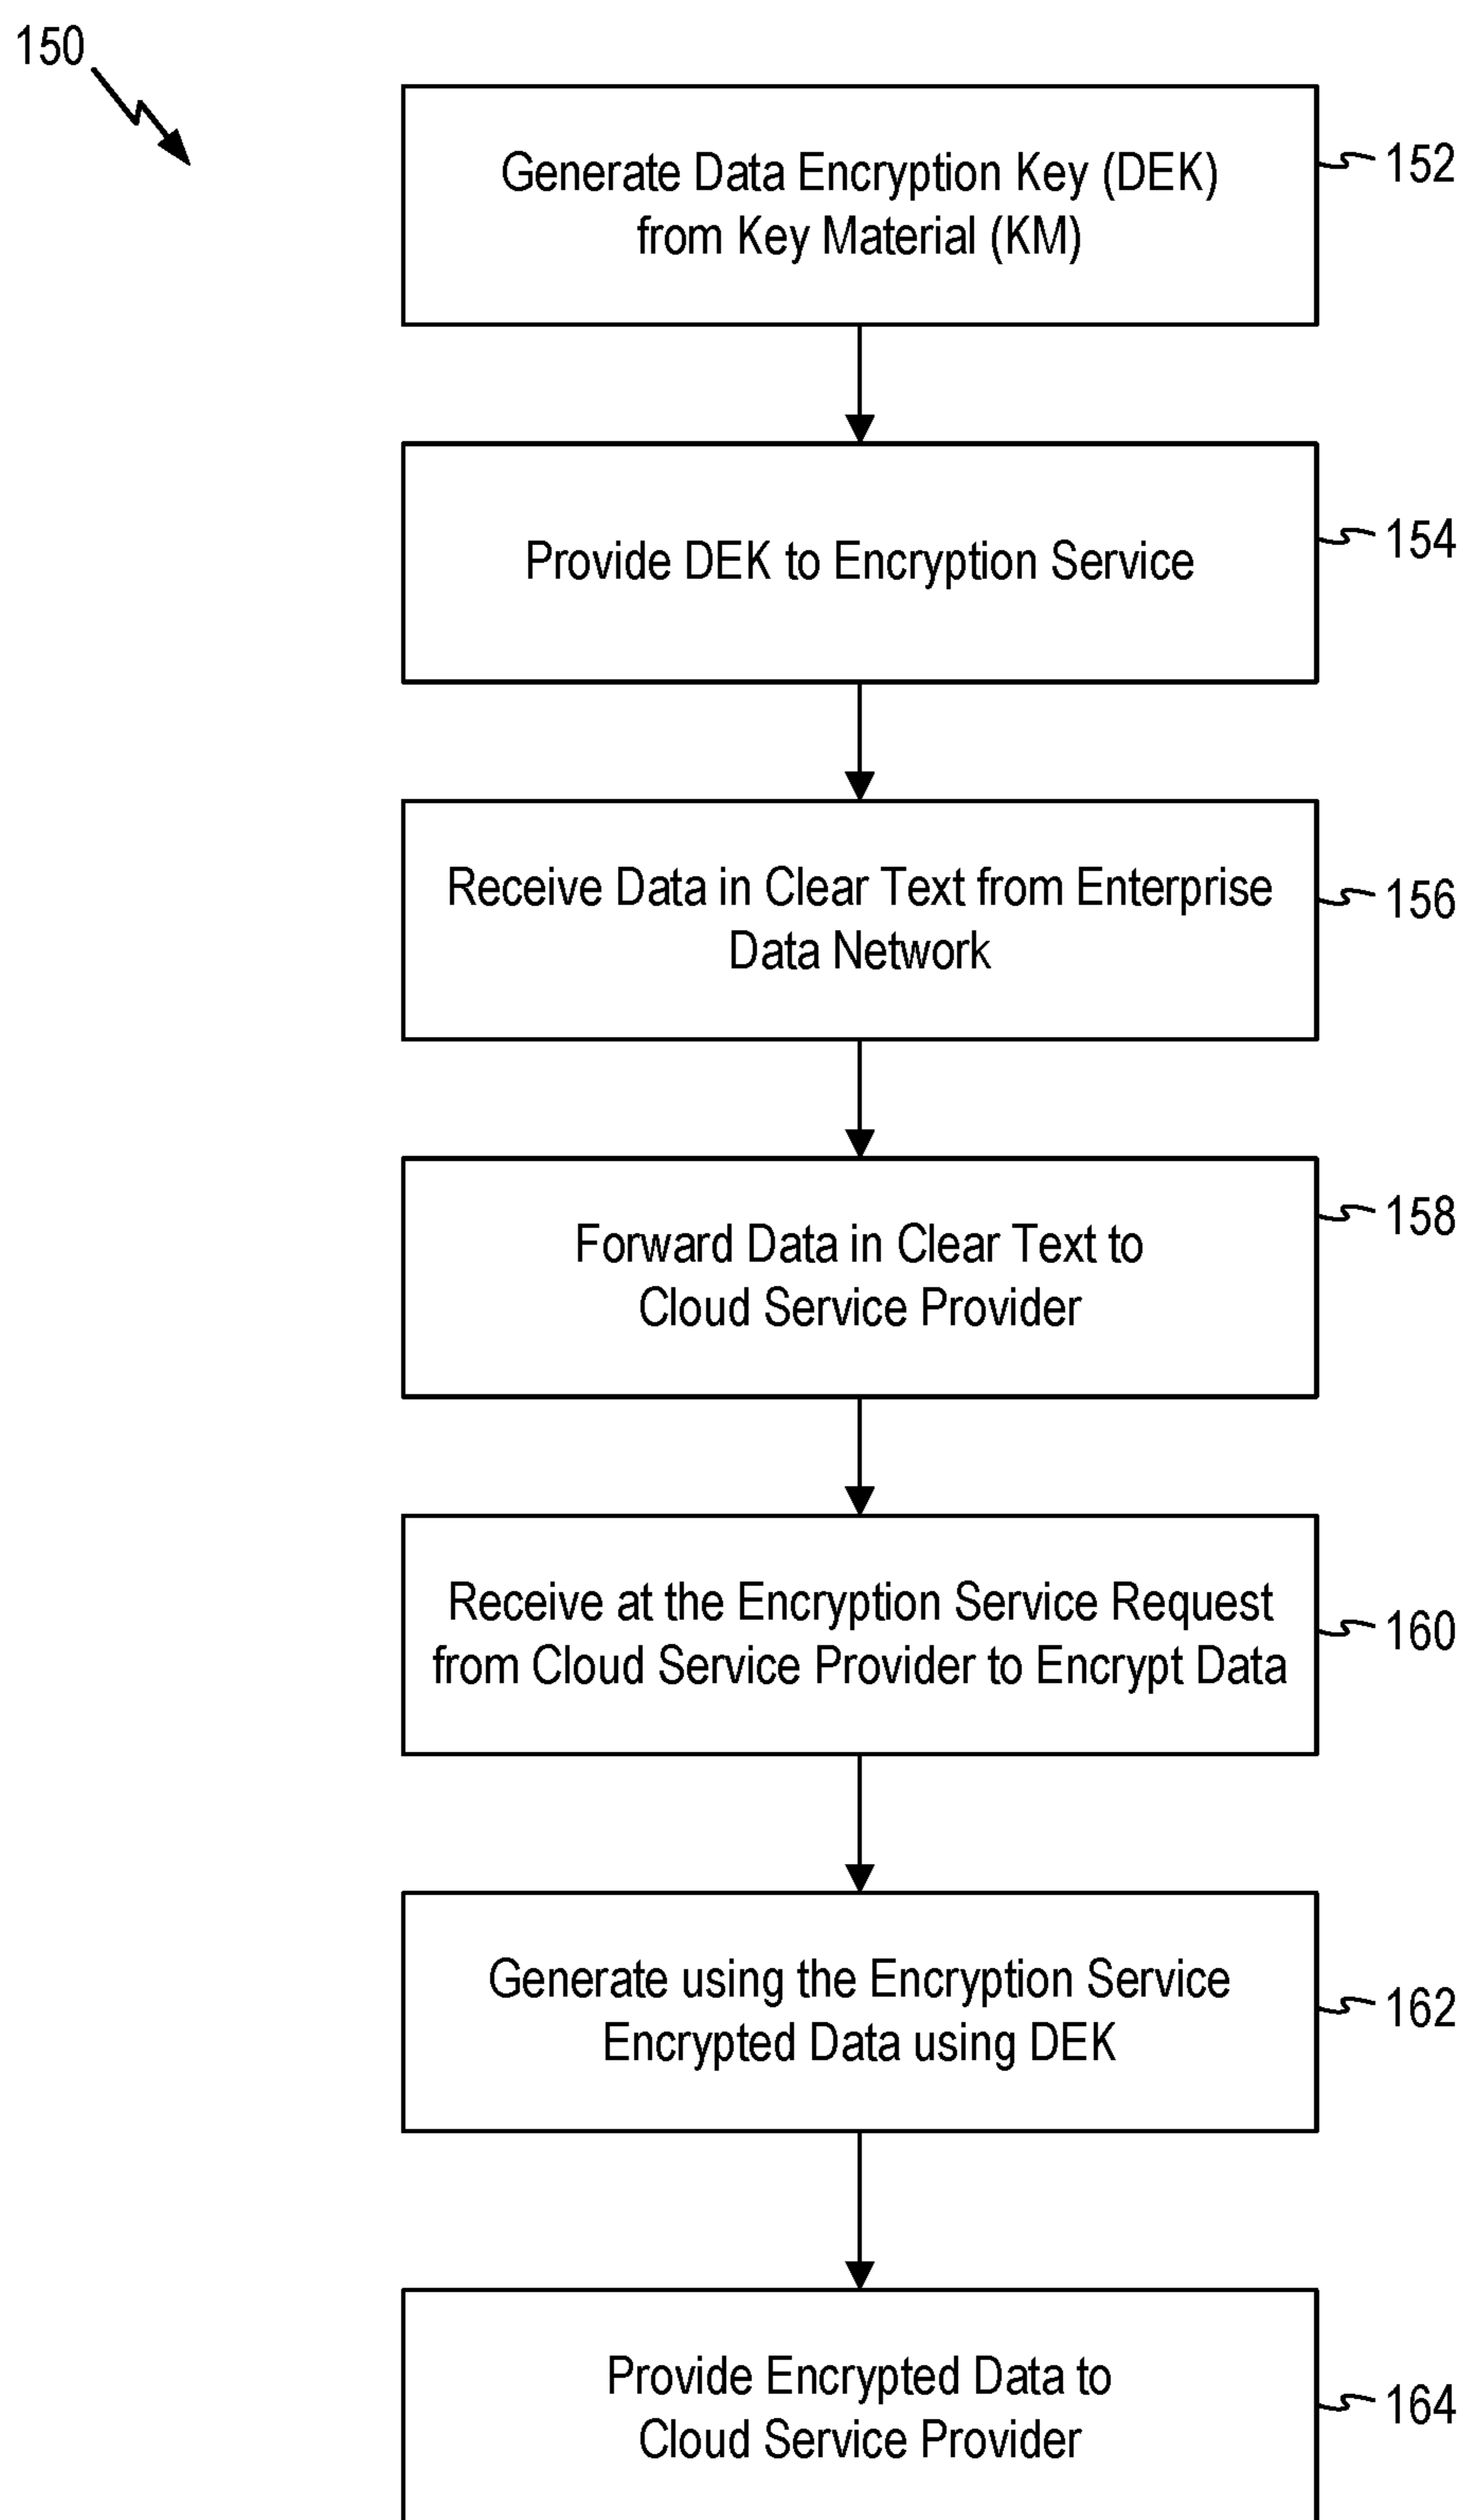 150
Generate Data Encryption Key (DEK)
from Key Material (KM)
152
Provide DEK to Encryption Service
154
Receive Data in Clear Text from Enterprise
Data Network
156
Forward Data in Clear Text to
Cloud Service Provider
158
Receive at the Encryption Service Request
from Cloud Service Provider to Encrypt Data
160
Generate using the Encryption Service
Encrypted Data using DEK
162
Provide Encrypted Data to
Cloud Service Provider
164